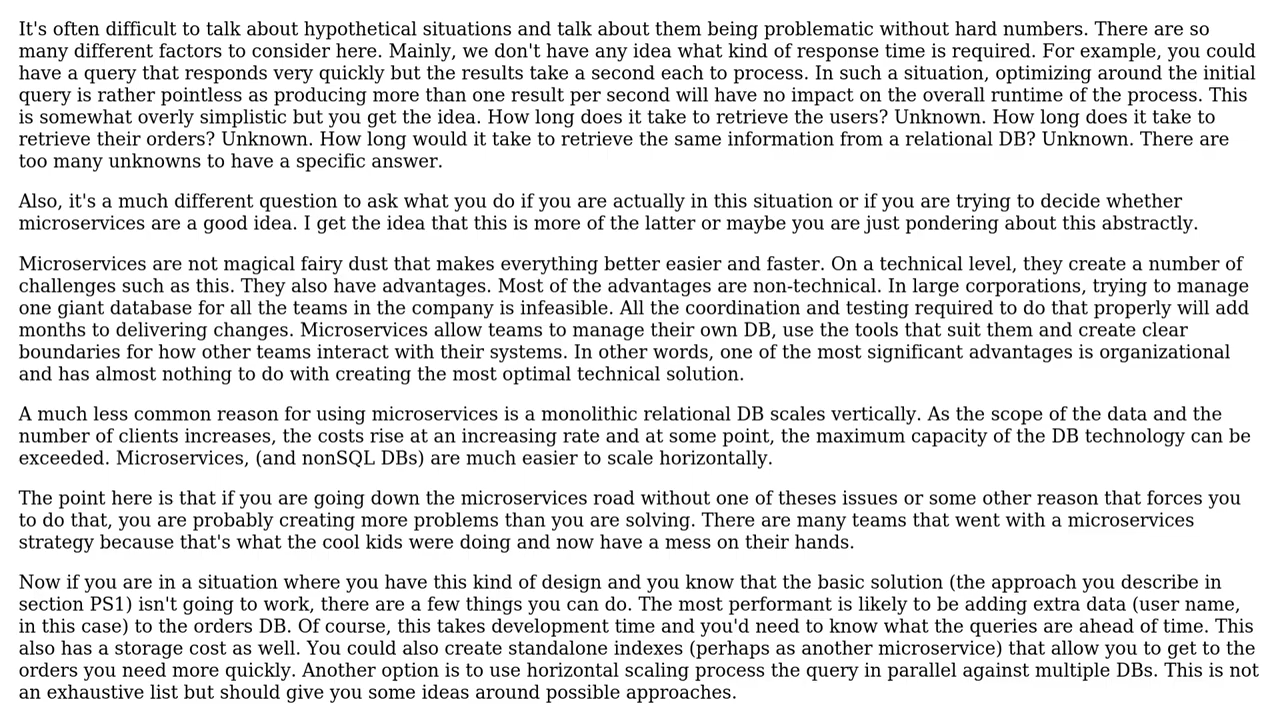 It's often difficult to talk about hypothetical situations and talk about them being problematic without hard numbers. There are so
many different factors to consider here. Mainly, we don't have any idea what kind of response time is required. For example, you could
have a query that responds very quickly but the results take a second each to process. In such a situation, optimizing around the initial
query is rather pointless as producing more than one result per second will have no impact on the overall runtime of the process. This
is somewhat overly simplistic but you get the idea. How long does it take to retrieve the users? Unknown. How long does it take to
retrieve their orders? Unknown. How long would it take to retrieve the same information from a relational DB? Unknown. There are
too many unknowns to have a specific answer.
Also, it's a much different question to ask what you do if you are actually in this situation or if you are trying to decide whether
microservices are a good idea. I get the idea that this is more of the latter or maybe you are just pondering about this abstractly.
Microservices are not magical fairy dust that makes everything better easier and faster. On a technical level, they create a number of
challenges such as this. They also have advantages. Most of the advantages are non-technical. In large corporations, trying to manage
one giant database for all the teams in the company is infeasible. All the coordination and testing required to do that properly will add
months to delivering changes. Microservices allow teams to manage their own DB, use the tools that suit them and create clear
boundaries for how other teams interact with their systems. In other words, one of the most significant advantages is organizational
and has almost nothing to do with creating the most optimal technical solution.
A much less common reason for using microservices is a monolithic relational DB scales vertically. As the scope of the data and the
number of clients increases, the costs rise at an increasing rate and at some point, the maximum capacity of the DB technology can be
exceeded. Microservices, (and nonSQL DBs) are much easier to scale horizontally.
The point here is that if you are going down the microservices road without one of theses issues or some other reason that forces you
to do that, you are probably creating more problems than you are solving. There are many teams that went with a microservices
strategy because that's what the cool kids were doing and now have a mess on their hands.
Now if you are in a situation where you have this kind of design and you know that the basic solution (the approach you describe in
section PS1) isn't going to work, there are a few things you can do. The most performant is likely to be adding extra data (user name,
in this case) to the orders DB. Of course, this takes development time and you'd need to know what the queries are ahead of time. This
also has a storage cost as well. You could also create standalone indexes (perhaps as another microservice) that allow you to get to the
orders you need more quickly. Another option is to use horizontal scaling process the query in parallel against multiple DBs. This is not
an exhaustive list but should give you some ideas around possible approaches.